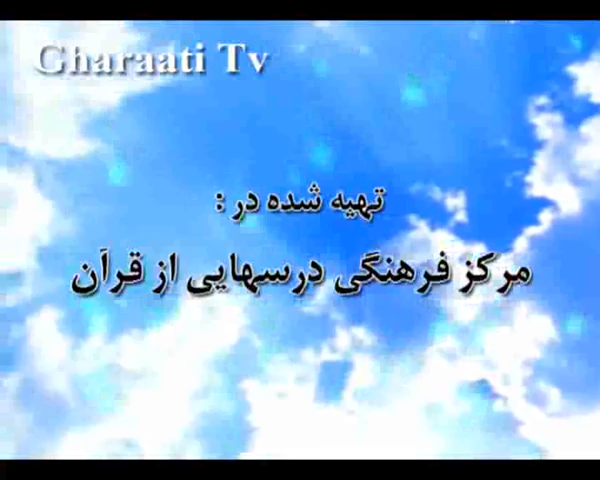 Gharaati Tv
تهیه شده در :
مرکز فرهنگی درسهایی از قرآن